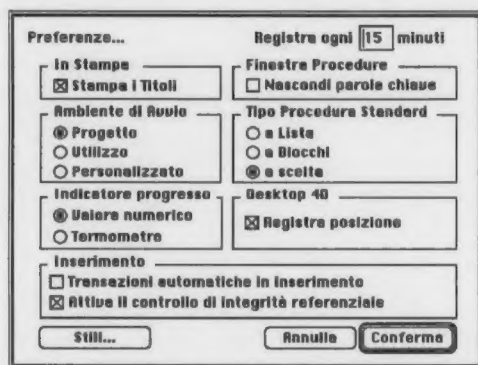 Preferenze... Registra ogni 15 minuti
In Stampa
Stampa i Titoli
Finestre Procedure
Nascondi parole chiave
Ambiente di Avvio
Progetto
Utilizzo
Personalizzato
Tipo Procedura Standard
a Lista
a Blocchi
a scelta
Indicatore progresso
Valore numerico
Termometro
Desktop 4D
Registra posizione
Inserimento
Transazioni automatiche in inserimento
Attiva il controllo di integrità referenziale
Stili... Annulla Conferma